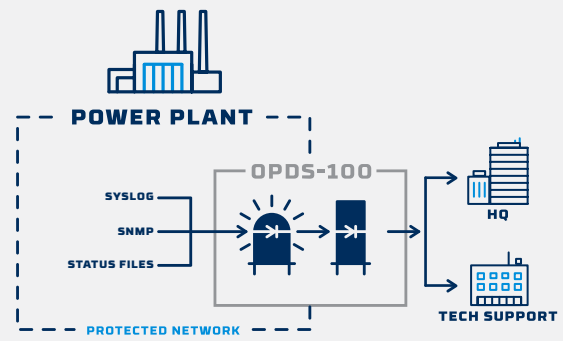 POWER PLANT
OPDS-100
SYSLOG
SNMP
STATUS FILES
HQ
TECH SUPPORT
PROTECTED NETWORK